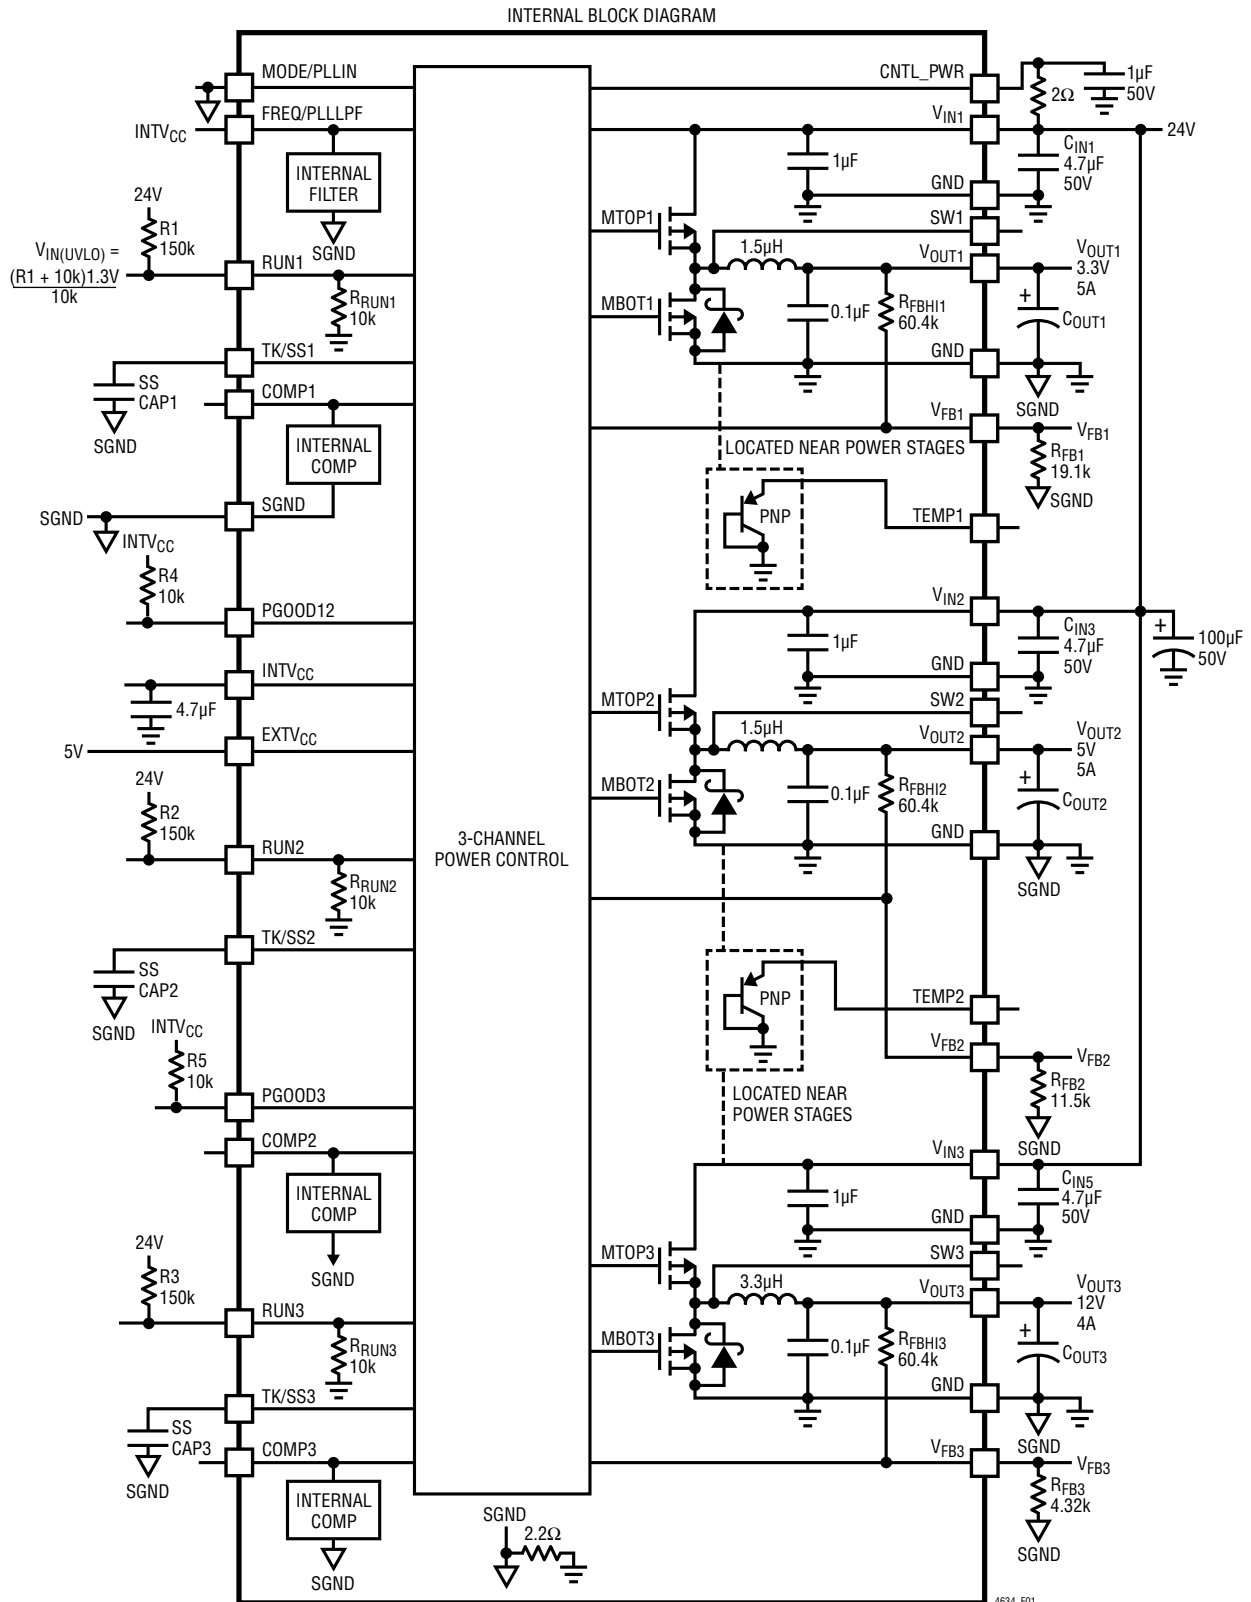 INTERNAL BLOCK DIAGRAM
MODE/PLLIN
FREQ/PLLLPF
INTVCC
INTERNAL
FILTER
SGND
24V
R1
150k
VIN(UVLO) =
(R1 + 10k)1.3V
10k
RUN1
RRUN1
10k
TK/SS1
SS
CAP1
SGND
COMP1
INTERNAL
COMP
SGND
SGND
INTVCC
R4
10k
PGOOD12
INTVCC
4.7µF
5V
EXTVCC
24V
R2
150k
RUN2
RRUN2
10k
TK/SS2
SS
CAP2
SGND
INTVCC
R5
10k
PGOOD3
COMP2
INTERNAL
COMP
SGND
24V
R3
150k
RUN3
RRUN3
10k
TK/SS3
SS
CAP3
SGND
COMP3
INTERNAL
COMP
SGND
3-CHANNEL
POWER CONTROL
SGND
2.2Ω
CNTL_PWR
2Ω
1µF
50V
VIN1
24V
1µF
CIN1
4.7µF
50V
GND
MTOP1
SW1
1.5µH
VOUT1
VOUT1
3.3V
5A
MBOT1
0.1µF
RFBHI1
60.4k
COUT1
GND
SGND
VFB1
VFB1
LOCATED NEAR POWER STAGES
RFB1
19.1k
SGND
PNP
TEMP1
VIN2
1µF
CIN3
4.7µF
50V
100µF
50V
GND
MTOP2
SW2
1.5µH
VOUT2
VOUT2
5V
5A
MBOT2
0.1µF
RFBHI2
60.4k
COUT2
GND
SGND
PNP
TEMP2
VFB2
VFB2
LOCATED NEAR
POWER STAGES
RFB2
11.5k
SGND
VIN3
1µF
CIN5
4.7µF
50V
GND
MTOP3
SW3
3.3µH
VOUT3
VOUT3
12V
4A
MBOT3
0.1µF
RFBHI3
60.4k
COUT3
GND
SGND
VFB3
VFB3
RFB3
4.32k
SGND
4634 F01